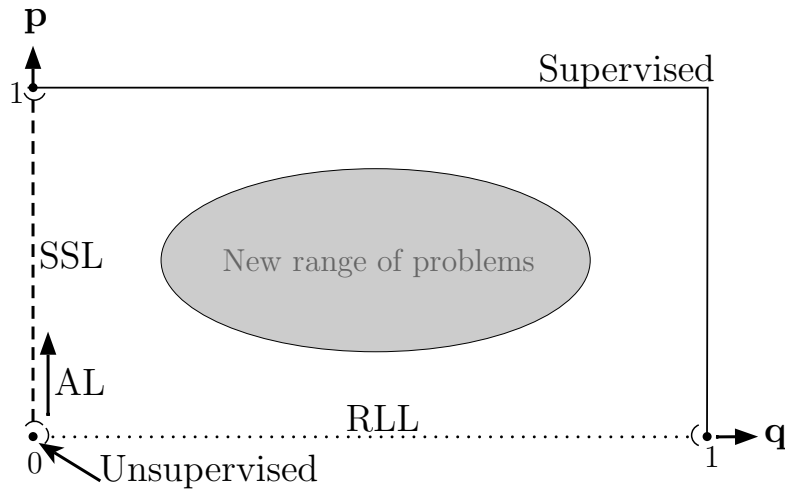 p
Supervised
1
SSL
New range of problems
AL
RLL
q
0
Unsupervised
1